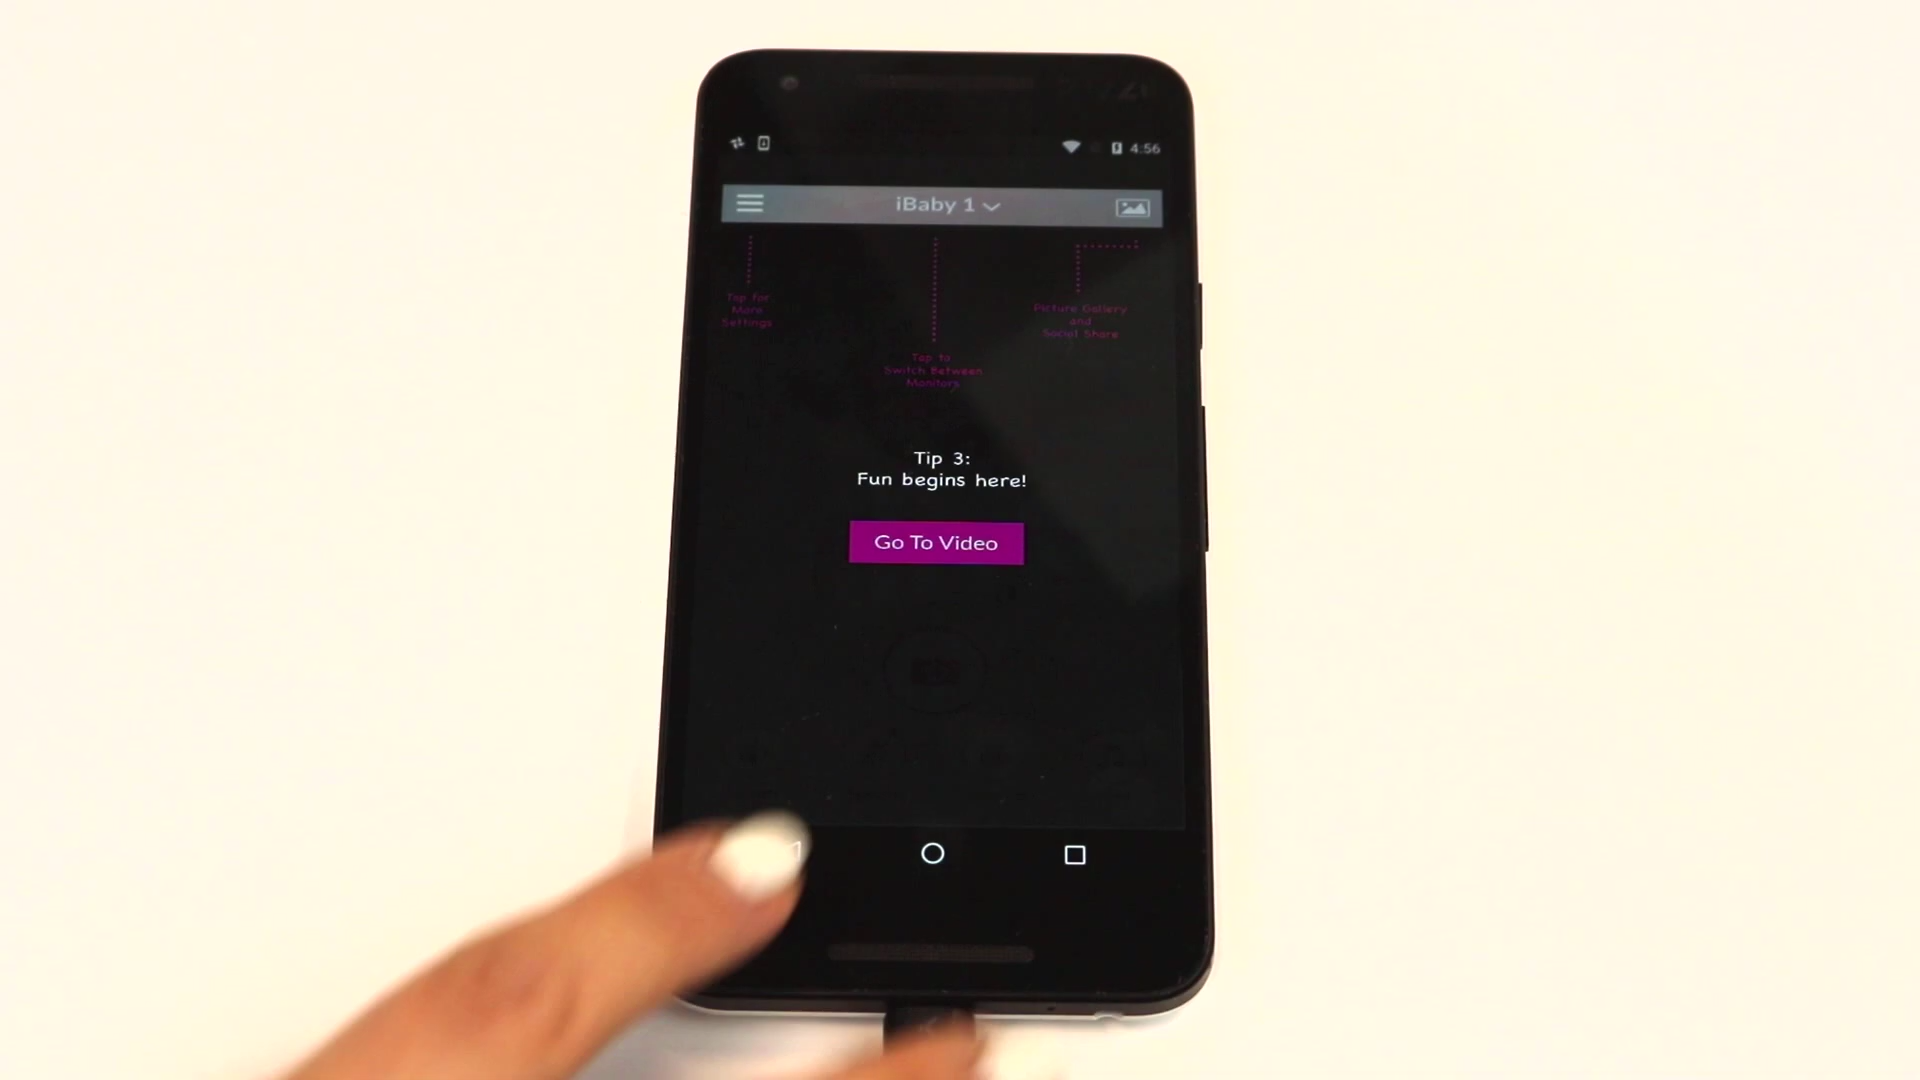 4:56
iBaby 1
Tap for
More
Settings
Picture Gallery
and
Social Share
Tap to
Switch Between
Monitors
Tip 3:
Fun begins here!
Go To Video